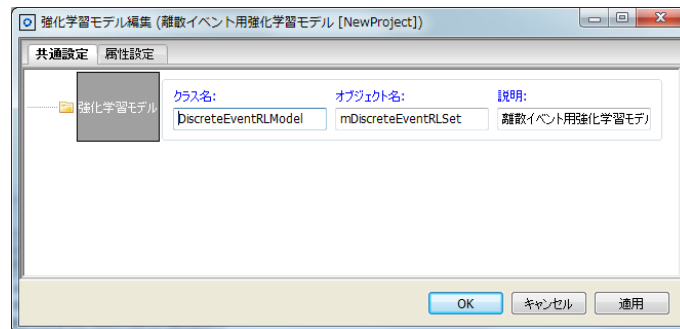 強化学習モデル編集 (離散イベント用強化学習モデル [NewProject])
共通設定 属性設定
強化学習モデル
クラス名: オブジェクト名: 説明:
DiscreteEventRLModel mDiscreteEventRLSet 離散イベント用強化学習モデ
OK キャンセル 適用